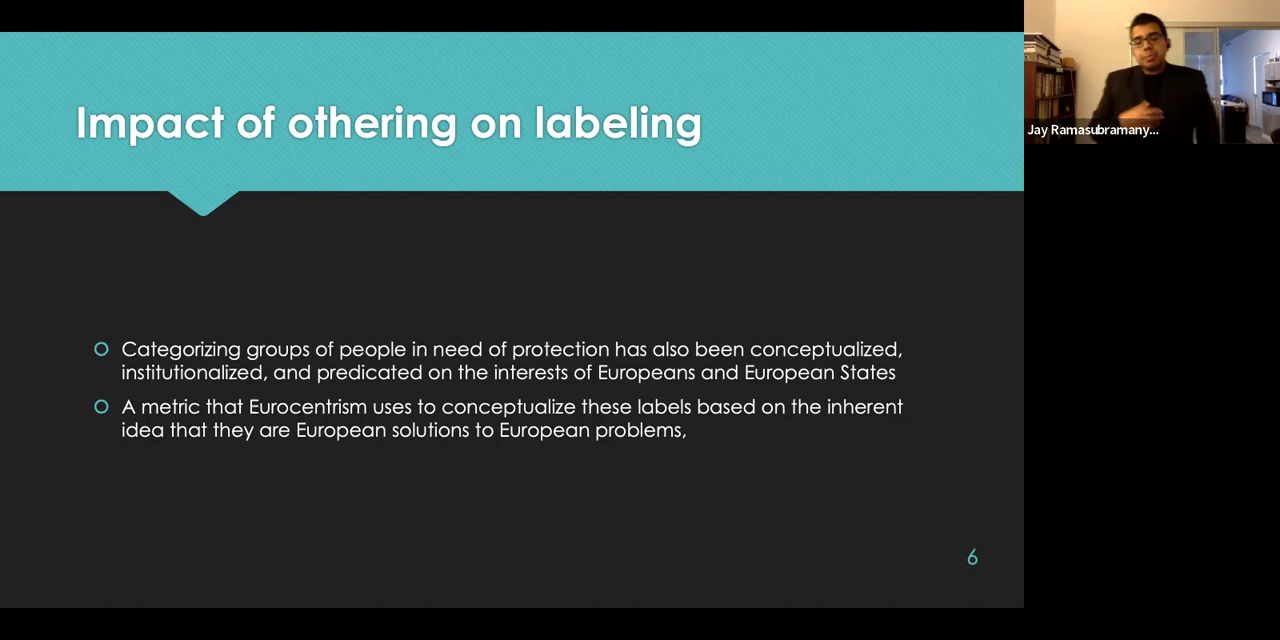 Impact of othering on labeling
Jay Ramasubramany...
Categorizing groups of people in need of protection has also been conceptualized,
institutionalized, and predicated on the interests of Europeans and European States
A metric that Eurocentrism uses to conceptualize these labels based on the inherent
idea that they are European solutions to European problems,
6